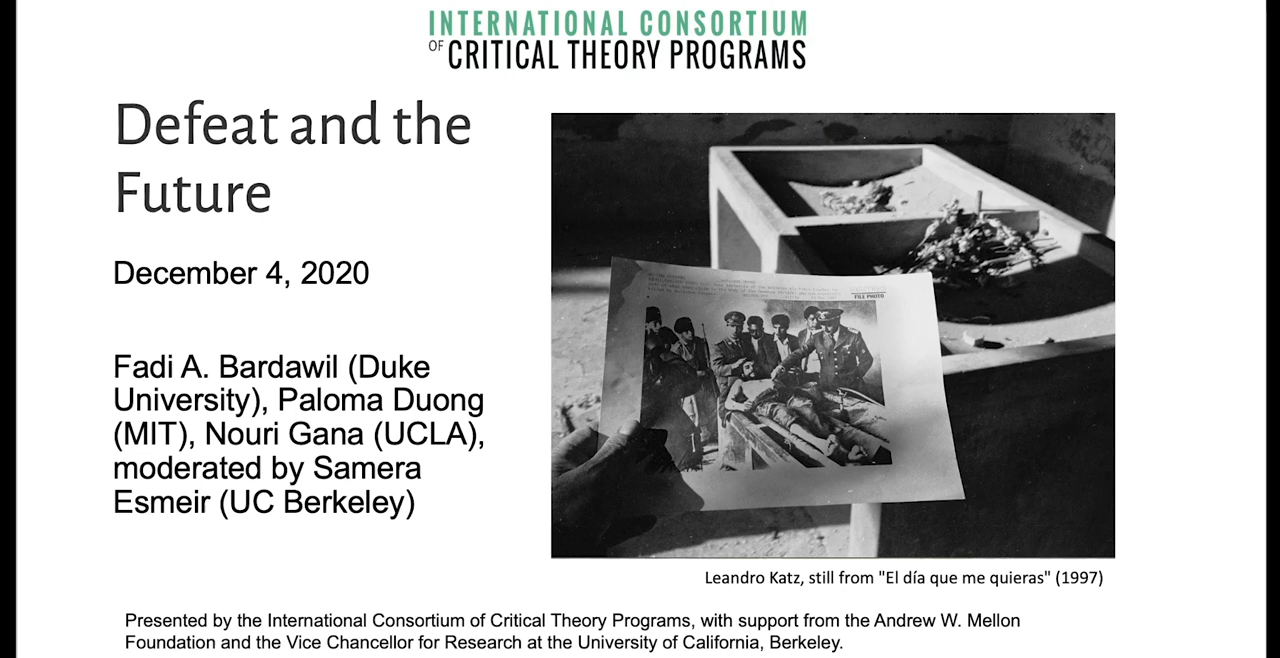 INTERNATIONAL CONSORTIUM
OF CRITICAL THEORY PROGRAMS
Defeat and the
Future
December 4, 2020
Fadi A. Bardawil (Duke
University), Paloma Duong
(MIT), Nouri Gana (UCLA),
moderated by Samera
Esmeir (UC Berkeley)
FILE PHOTO
Leandro Katz, still from "El día que me quieras" (1997)
Presented by the International Consortium of Critical Theory Programs, with support from the Andrew W. Mellon
Foundation and the Vice Chancellor for Research at the University of California, Berkeley.